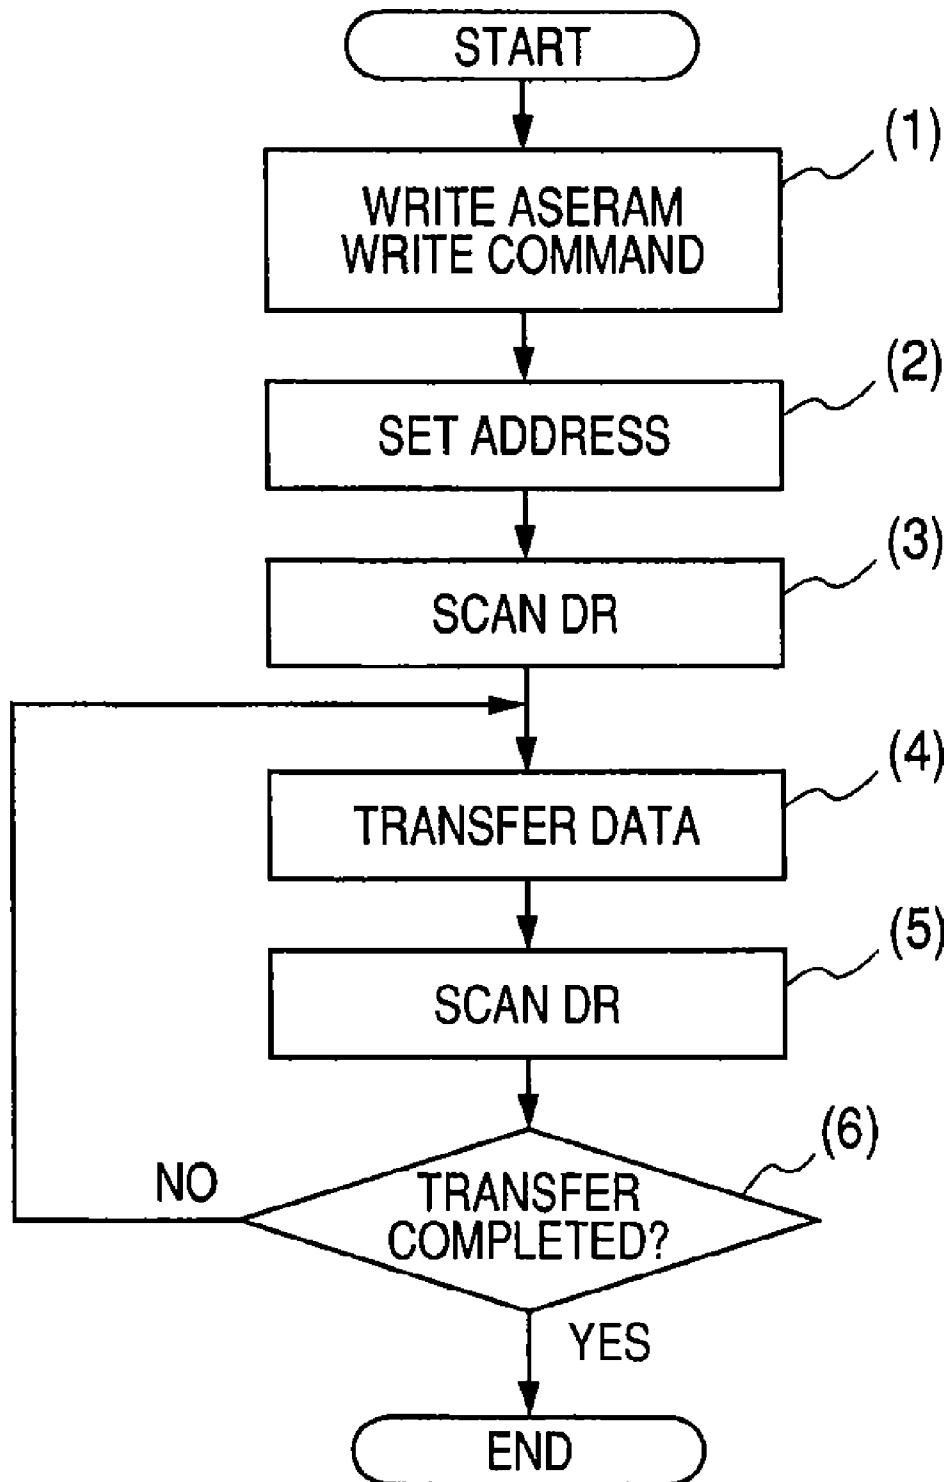 START
(1)
WRITE ASERAM
WRITE COMMAND
(2)
SET ADDRESS
(3)
SCAN DR
(4)
TRANSFER DATA
(5)
SCAN DR
(6)
NO
TRANSFER
COMPLETED?
YES
END